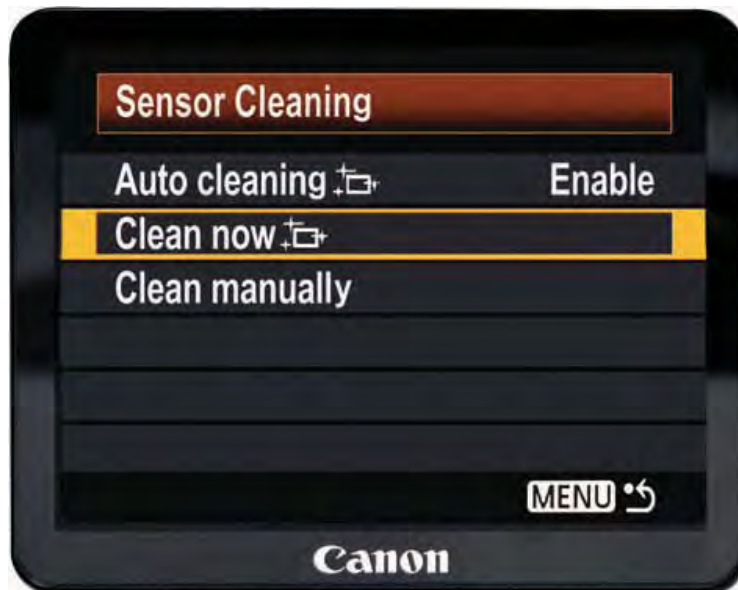 Sensor Cleaning
Auto cleaning Enable
Clean now
Clean manually
MENU
Canon